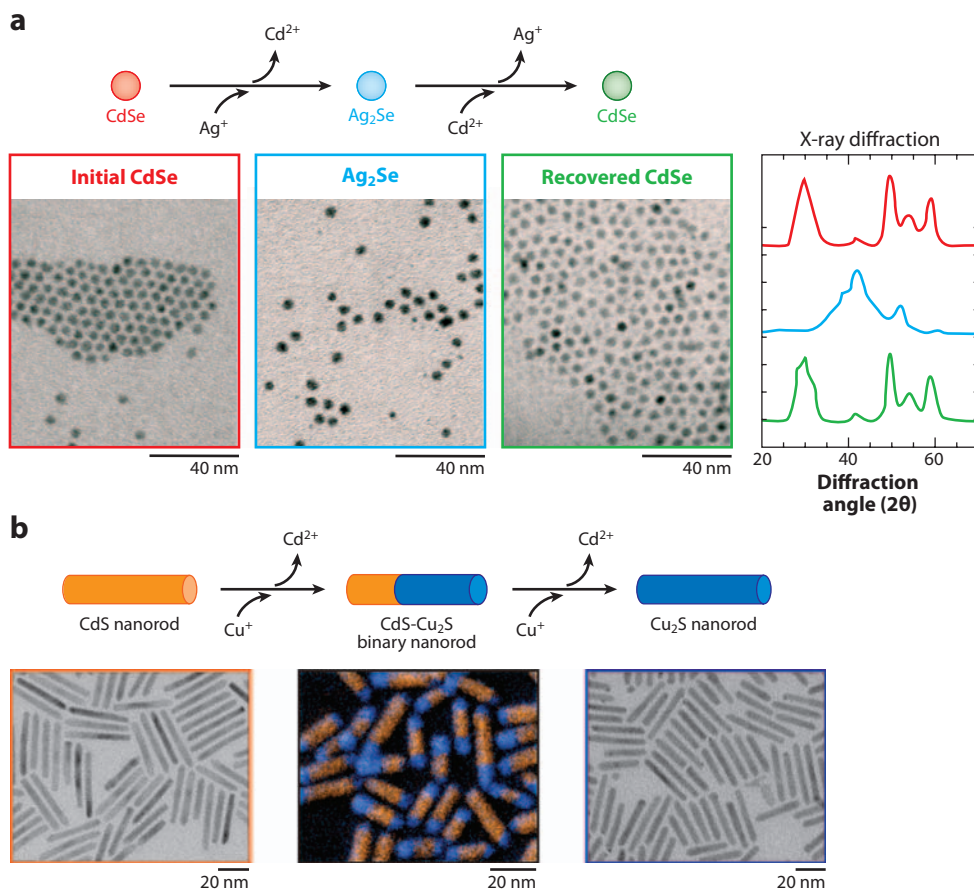 a
Cd²⁺
Ag⁺
CdSe
Ag₂Se
CdSe
Ag⁺
Cd²⁺
Initial CdSe
Ag₂Se
Recovered CdSe
X-ray diffraction
40 nm
40 nm
40 nm
20 40 60
Diffraction
angle (2θ)
b
Cd²⁺
Cd²⁺
CdS nanorod
Cu⁺
CdS-Cu₂S
binary nanorod
Cu⁺
Cu₂S nanorod
20 nm
20 nm
20 nm